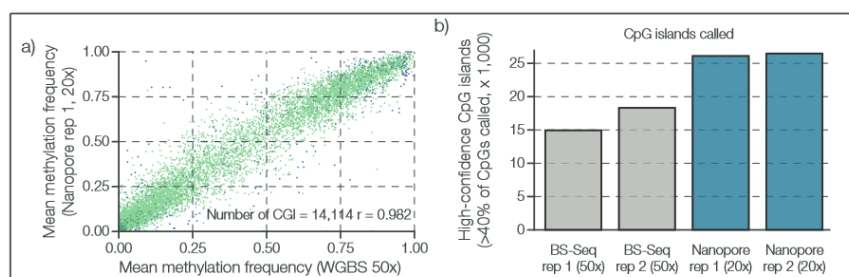 a)
Mean methylation frequency
(Nanopore rep 1, 20x)
1.00
0.75
0.50
0.25
0.00
Number of CGI = 14,114 r = 0.982
0.00
0.25
0.50
0.75
1.00
Mean methylation frequency (WGBS 50x)
b)
CpG islands called
High-confidence CpG islands
(>40% of CpGs called, x 1,000)
25
20
15
10
5
0
BS-Seq
rep 1 (50x)
BS-Seq
rep 2 (50x)
Nanopore
rep 1 (20x)
Nanopore
rep 2 (20x)